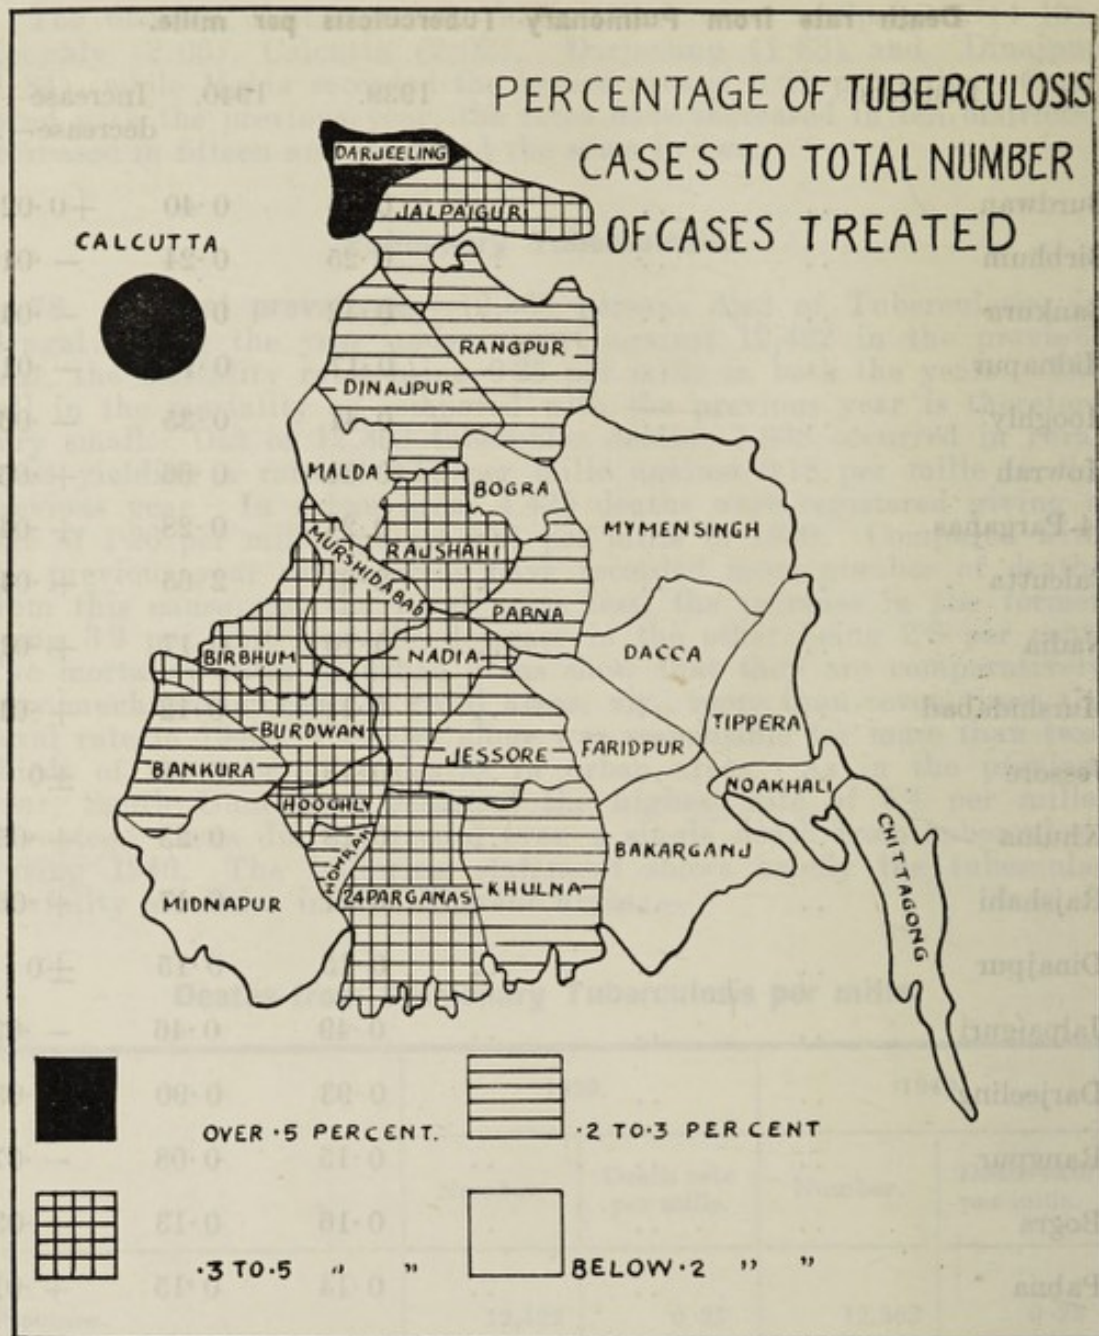 PERCENTAGE OF TUBERCULOSIS
CASES TO TOTAL NUMBER
OF CASES TREATED
DARJEELING
JALPAIGURI
CALCUTTA
RANGPUR
DINAJPUR
MALDA
BOGRA
MYMENSINGH
RAJSHAHI
MURSHIDABAD
PABNA
DACCA
BIRBHUM
NADIA
TIPPERA
BURDWAN
JESSORE
FARIDPUR
BANKURA
NOAKHALI
HOOGHLY
CHITTAGONG
HOWRAH
BAKARGANJ
KHULNA
24PARGANAS
MIDNAPUR
OVER ·5 PERCENT.
·2 TO·3 PER CENT
·3 TO·5 " "
BELOW·2 " "